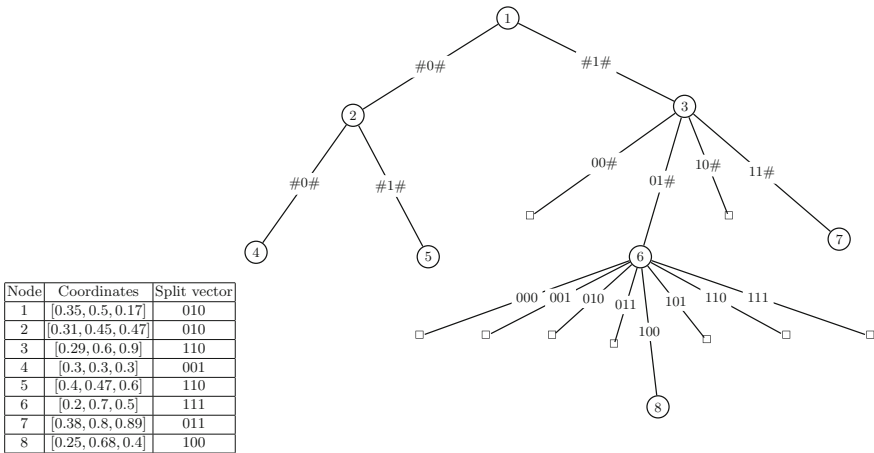 1
#0# #1#
2 3
00# 01# 10# 11#
#0# #1#
4 5 6 7
000 001 010 011 100 101 110 111
8
Node Coordinates Split vector
1 [0.35, 0.5, 0.17] 010
2 [0.31, 0.45, 0.47] 010
3 [0.29, 0.6, 0.9] 110
4 [0.3, 0.3, 0.3] 001
5 [0.4, 0.47, 0.6] 110
6 [0.2, 0.7, 0.5] 111
7 [0.38, 0.8, 0.89] 011
8 [0.25, 0.68, 0.4] 100